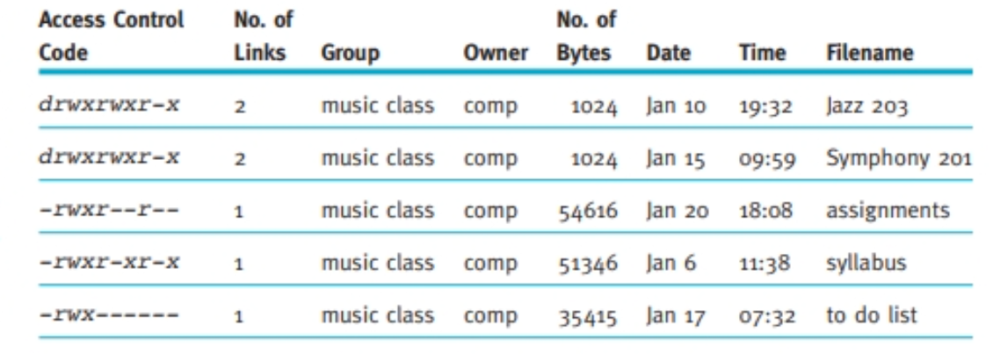 Access Control No. of No. of
Code Links Group Owner Bytes Date Time Filename
drwxrwxr-x 2 music class comp 1024 Jan 10 19:32 Jazz 203
drwxrwxr-x 2 music class comp 1024 Jan 15 09:59 Symphony 201
-rwxr--r-- 1 music class comp 54616 Jan 20 18:08 assignments
-rwxr-xr-x 1 music class comp 51346 Jan 6 11:38 syllabus
-rwx------ 1 music class comp 35415 Jan 17 07:32 to do list